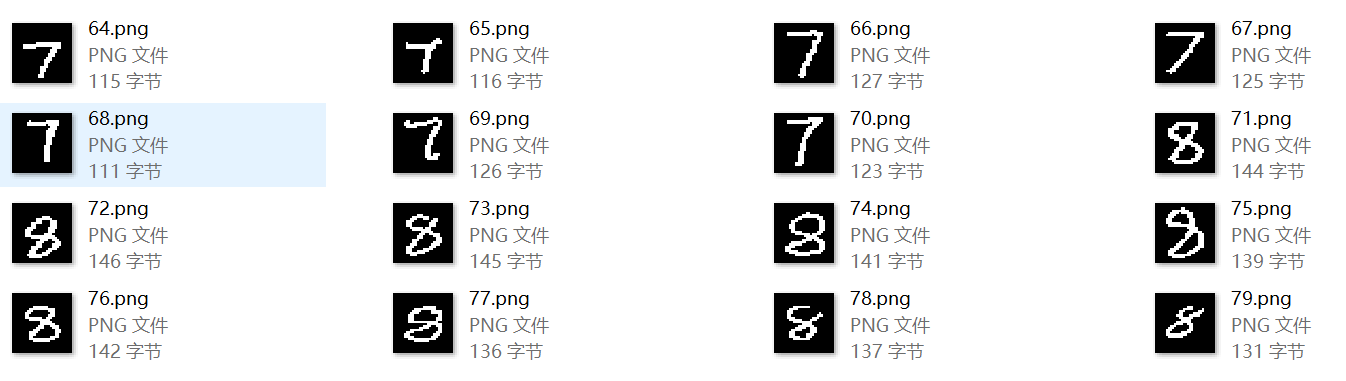 7
64.png
PNG 文件
115 字节
7
65.png
PNG 文件
116 字节
7
66.png
PNG 文件
127 字节
7
67.png
PNG 文件
125 字节
7
68.png
PNG 文件
111 字节
7
69.png
PNG 文件
126 字节
7
70.png
PNG 文件
123 字节
8
71.png
PNG 文件
144 字节
8
72.png
PNG 文件
146 字节
8
73.png
PNG 文件
145 字节
8
74.png
PNG 文件
141 字节
8
75.png
PNG 文件
139 字节
8
76.png
PNG 文件
142 字节
8
77.png
PNG 文件
136 字节
8
78.png
PNG 文件
137 字节
8
79.png
PNG 文件
131 字节